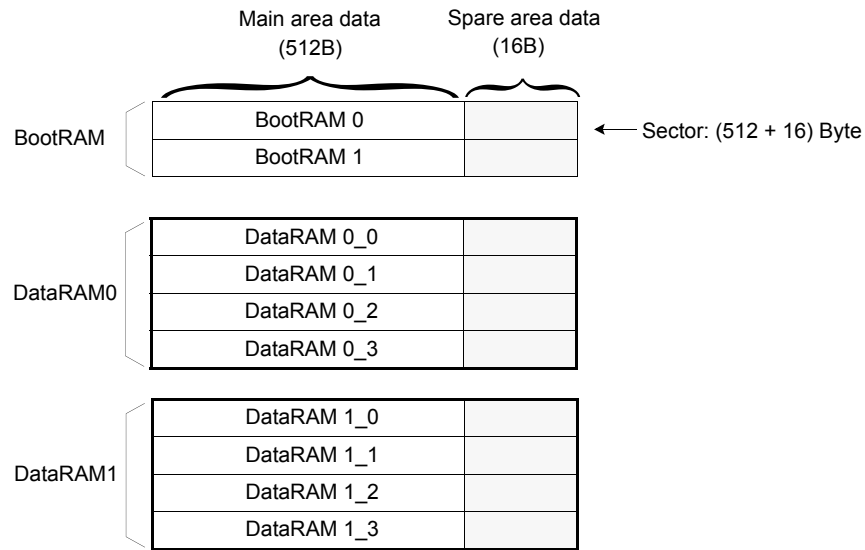 Main area data
(512B)
Spare area data
(16B)
BootRAM
BootRAM 0
BootRAM 1
Sector: (512 + 16) Byte
DataRAM0
DataRAM 0_0
DataRAM 0_1
DataRAM 0_2
DataRAM 0_3
DataRAM1
DataRAM 1_0
DataRAM 1_1
DataRAM 1_2
DataRAM 1_3